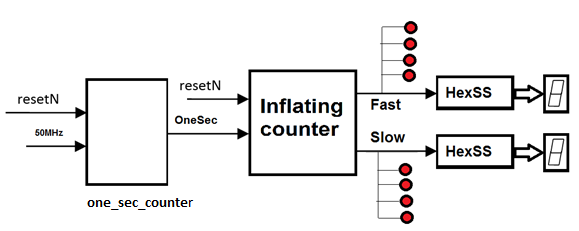 resetN
resetN
50MHz
OneSec
Inflating
counter
Fast
HexSS
Slow
HexSS
one_sec_counter